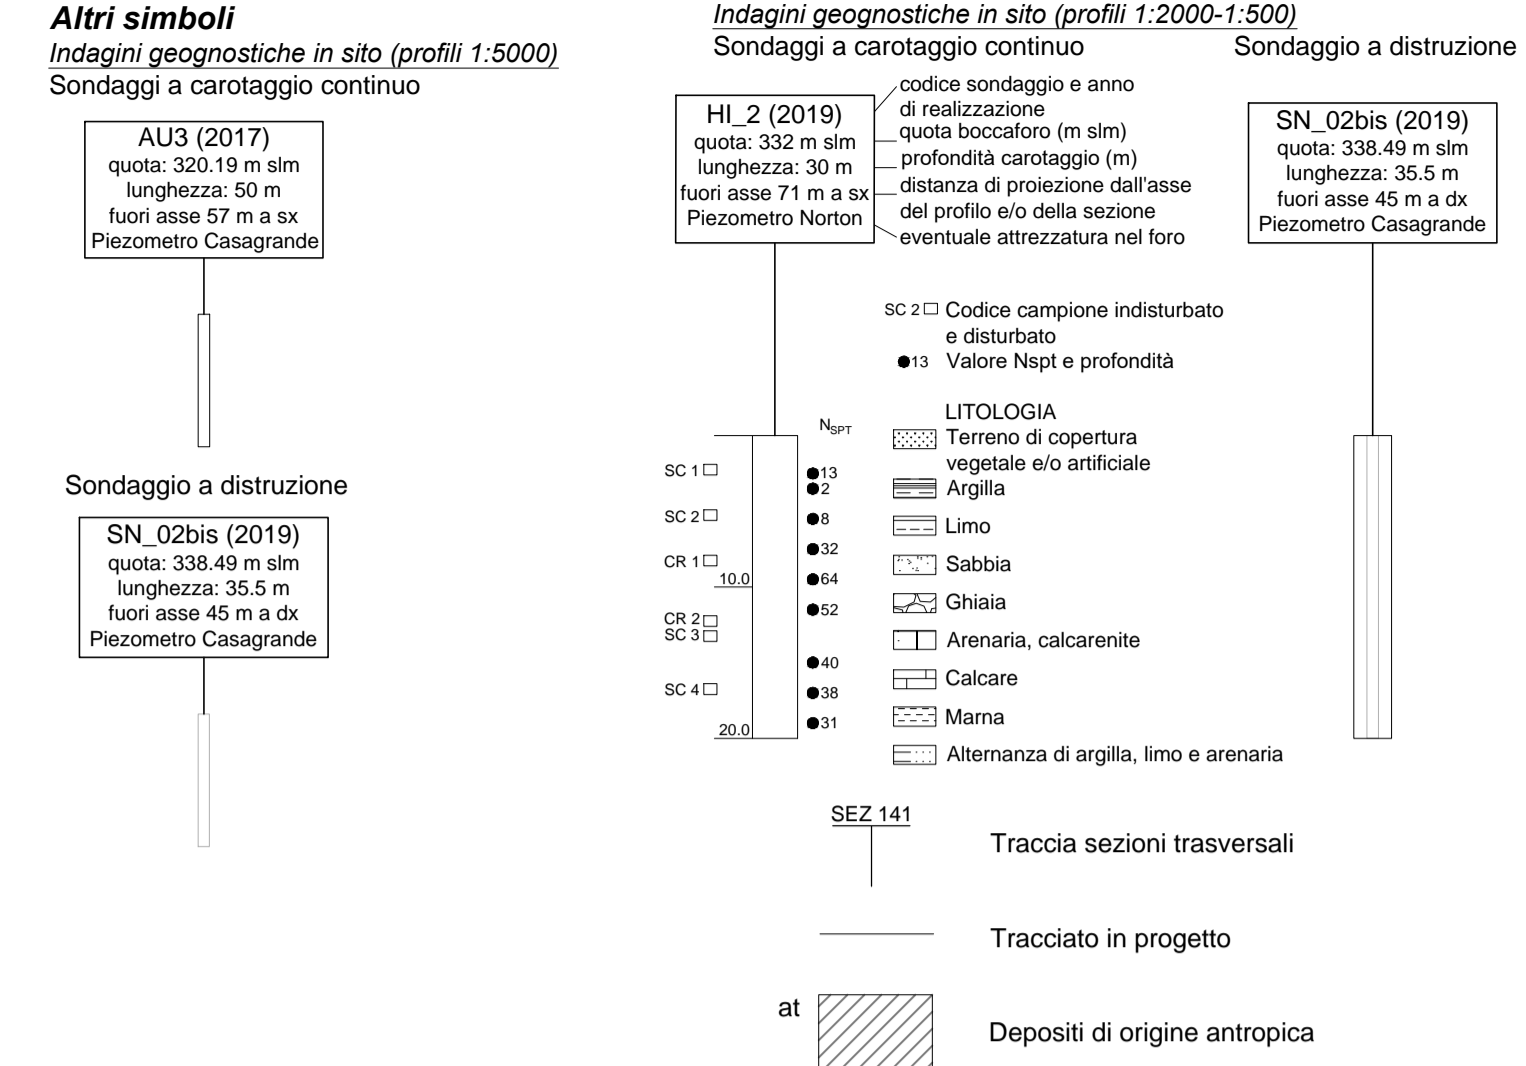 Altri simboli
Indagini geognostiche in sito (profili 1:5000)
Sondaggi a carotaggio continuo
AU3 (2017)
quota: 320.19 m slm
lunghezza: 50 m
fuori asse 57 m a sx
Piezometro Casagrande
Sondaggio a distruzione
SN_02bis (2019)
quota: 338.49 m slm
lunghezza: 35.5 m
fuori asse 45 m a dx
Piezometro Casagrande
Indagini geognostiche in sito (profili 1:2000-1:500)
Sondaggi a carotaggio continuo
HI_2 (2019)
quota: 332 m slm
lunghezza: 30 m
fuori asse 71 m a sx
Piezometro Norton
codice sondaggio e anno
di realizzazione
quota boccaforo (m slm)
profondità carotaggio (m)
distanza di proiezione dall'asse
del profilo e/o della sezione
eventuale attrezzatura nel foro
Sondaggio a distruzione
SN_02bis (2019)
quota: 338.49 m slm
lunghezza: 35.5 m
fuori asse 45 m a dx
Piezometro Casagrande
SC 2 Codice campione indisturbato
e disturbato
13 Valore Nspt e profondità
NSPT
SC 1
SC 2
CR 1
10.0
CR 2
SC 3
SC 4
20.0
13
2
8
32
64
52
40
38
31
LITOLOGIA
Terreno di copertura
vegetale e/o artificiale
Argilla
Limo
Sabbia
Ghiaia
Arenaria, calcarenite
Calcare
Marna
Alternanza di argilla, limo e arenaria
SEZ 141
Traccia sezioni trasversali
Tracciato in progetto
at
Depositi di origine antropica